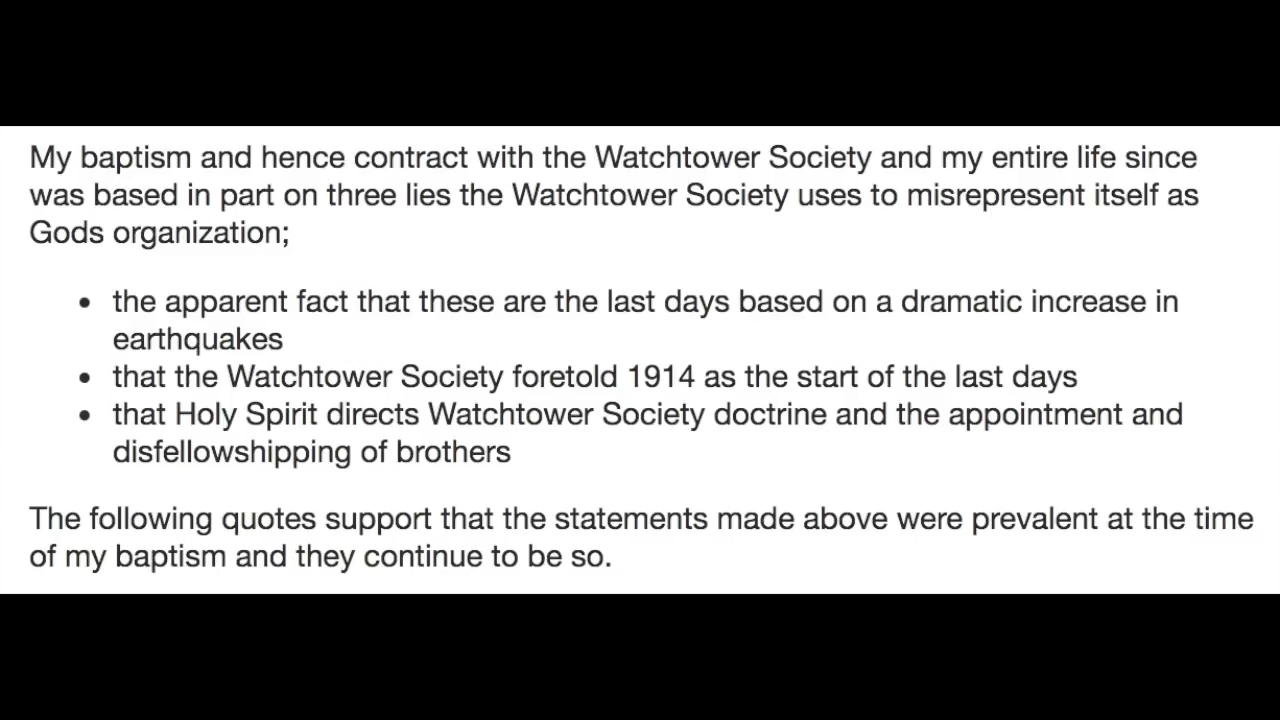 My baptism and hence contract with the Watchtower Society and my entire life since
was based in part on three lies the Watchtower Society uses to misrepresent itself as
Gods organization;
• the apparent fact that these are the last days based on a dramatic increase in
earthquakes
• that the Watchtower Society foretold 1914 as the start of the last days
• that Holy Spirit directs Watchtower Society doctrine and the appointment and
disfellowshipping of brothers
The following quotes support that the statements made above were prevalent at the time
of my baptism and they continue to be so.